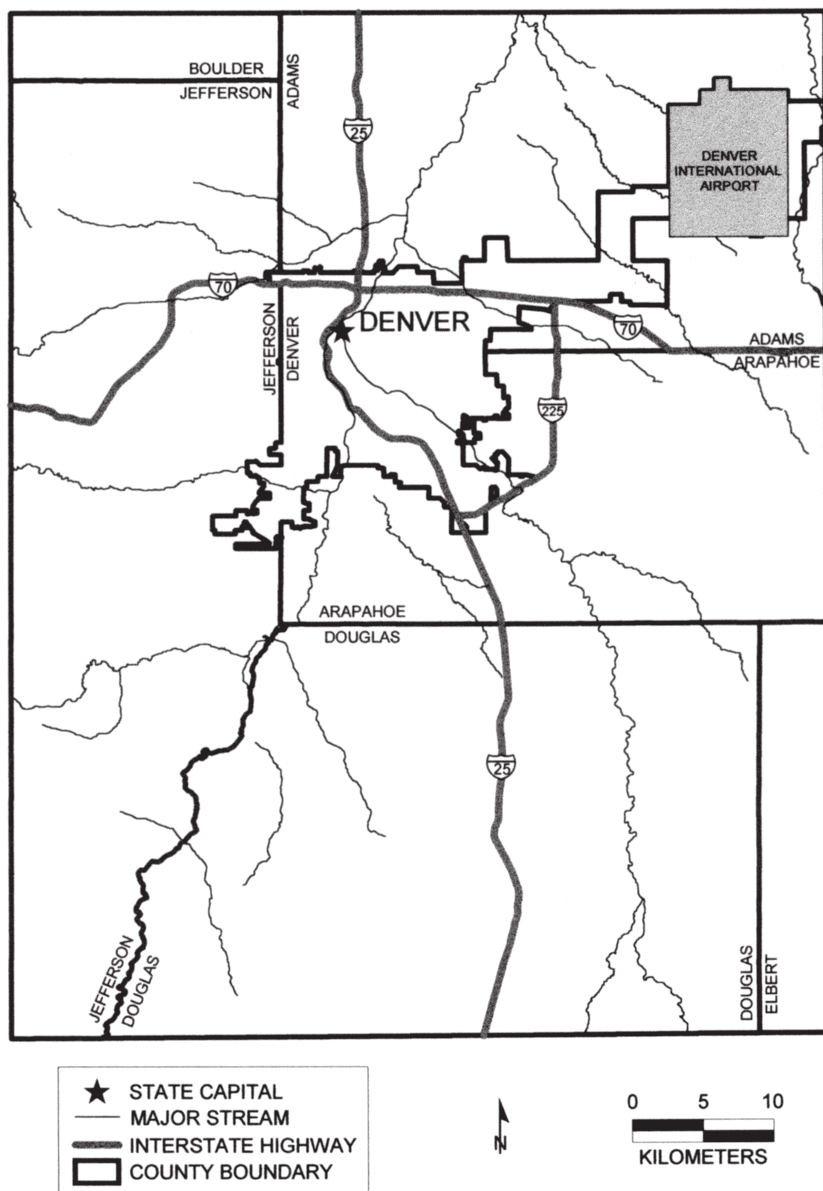 BOULDER
JEFFERSON
ADAMS
25
DENVER
INTERNATIONAL
AIRPORT
70
DENVER
JEFFERSON
DENVER
70
ADAMS
ARAPAHOE
225
ARAPAHOE
DOUGLAS
25
JEFFERSON
DOUGLAS
DOUGLAS
ELBERT
STATE CAPITAL
MAJOR STREAM
INTERSTATE HIGHWAY
COUNTY BOUNDARY
N
0 5 10
KILOMETERS